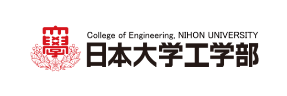 College of Engineering, NIHON UNIVERSITY
日本大学工学部